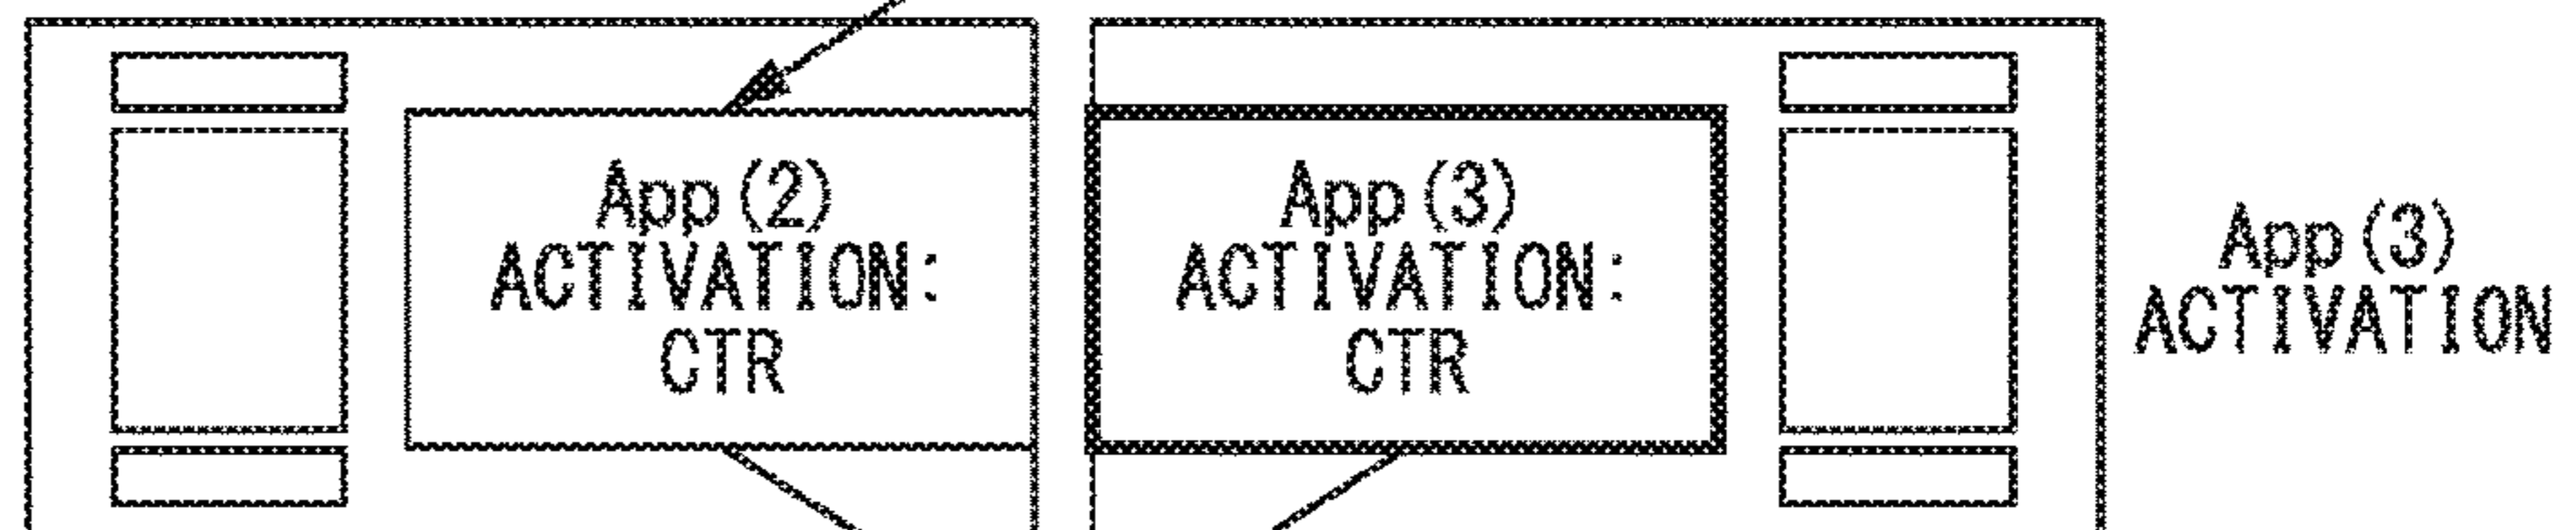 App(2)
ACTIVATION:
CTR
App(3)
ACTIVATION:
CTR
App(3)
ACTIVATION